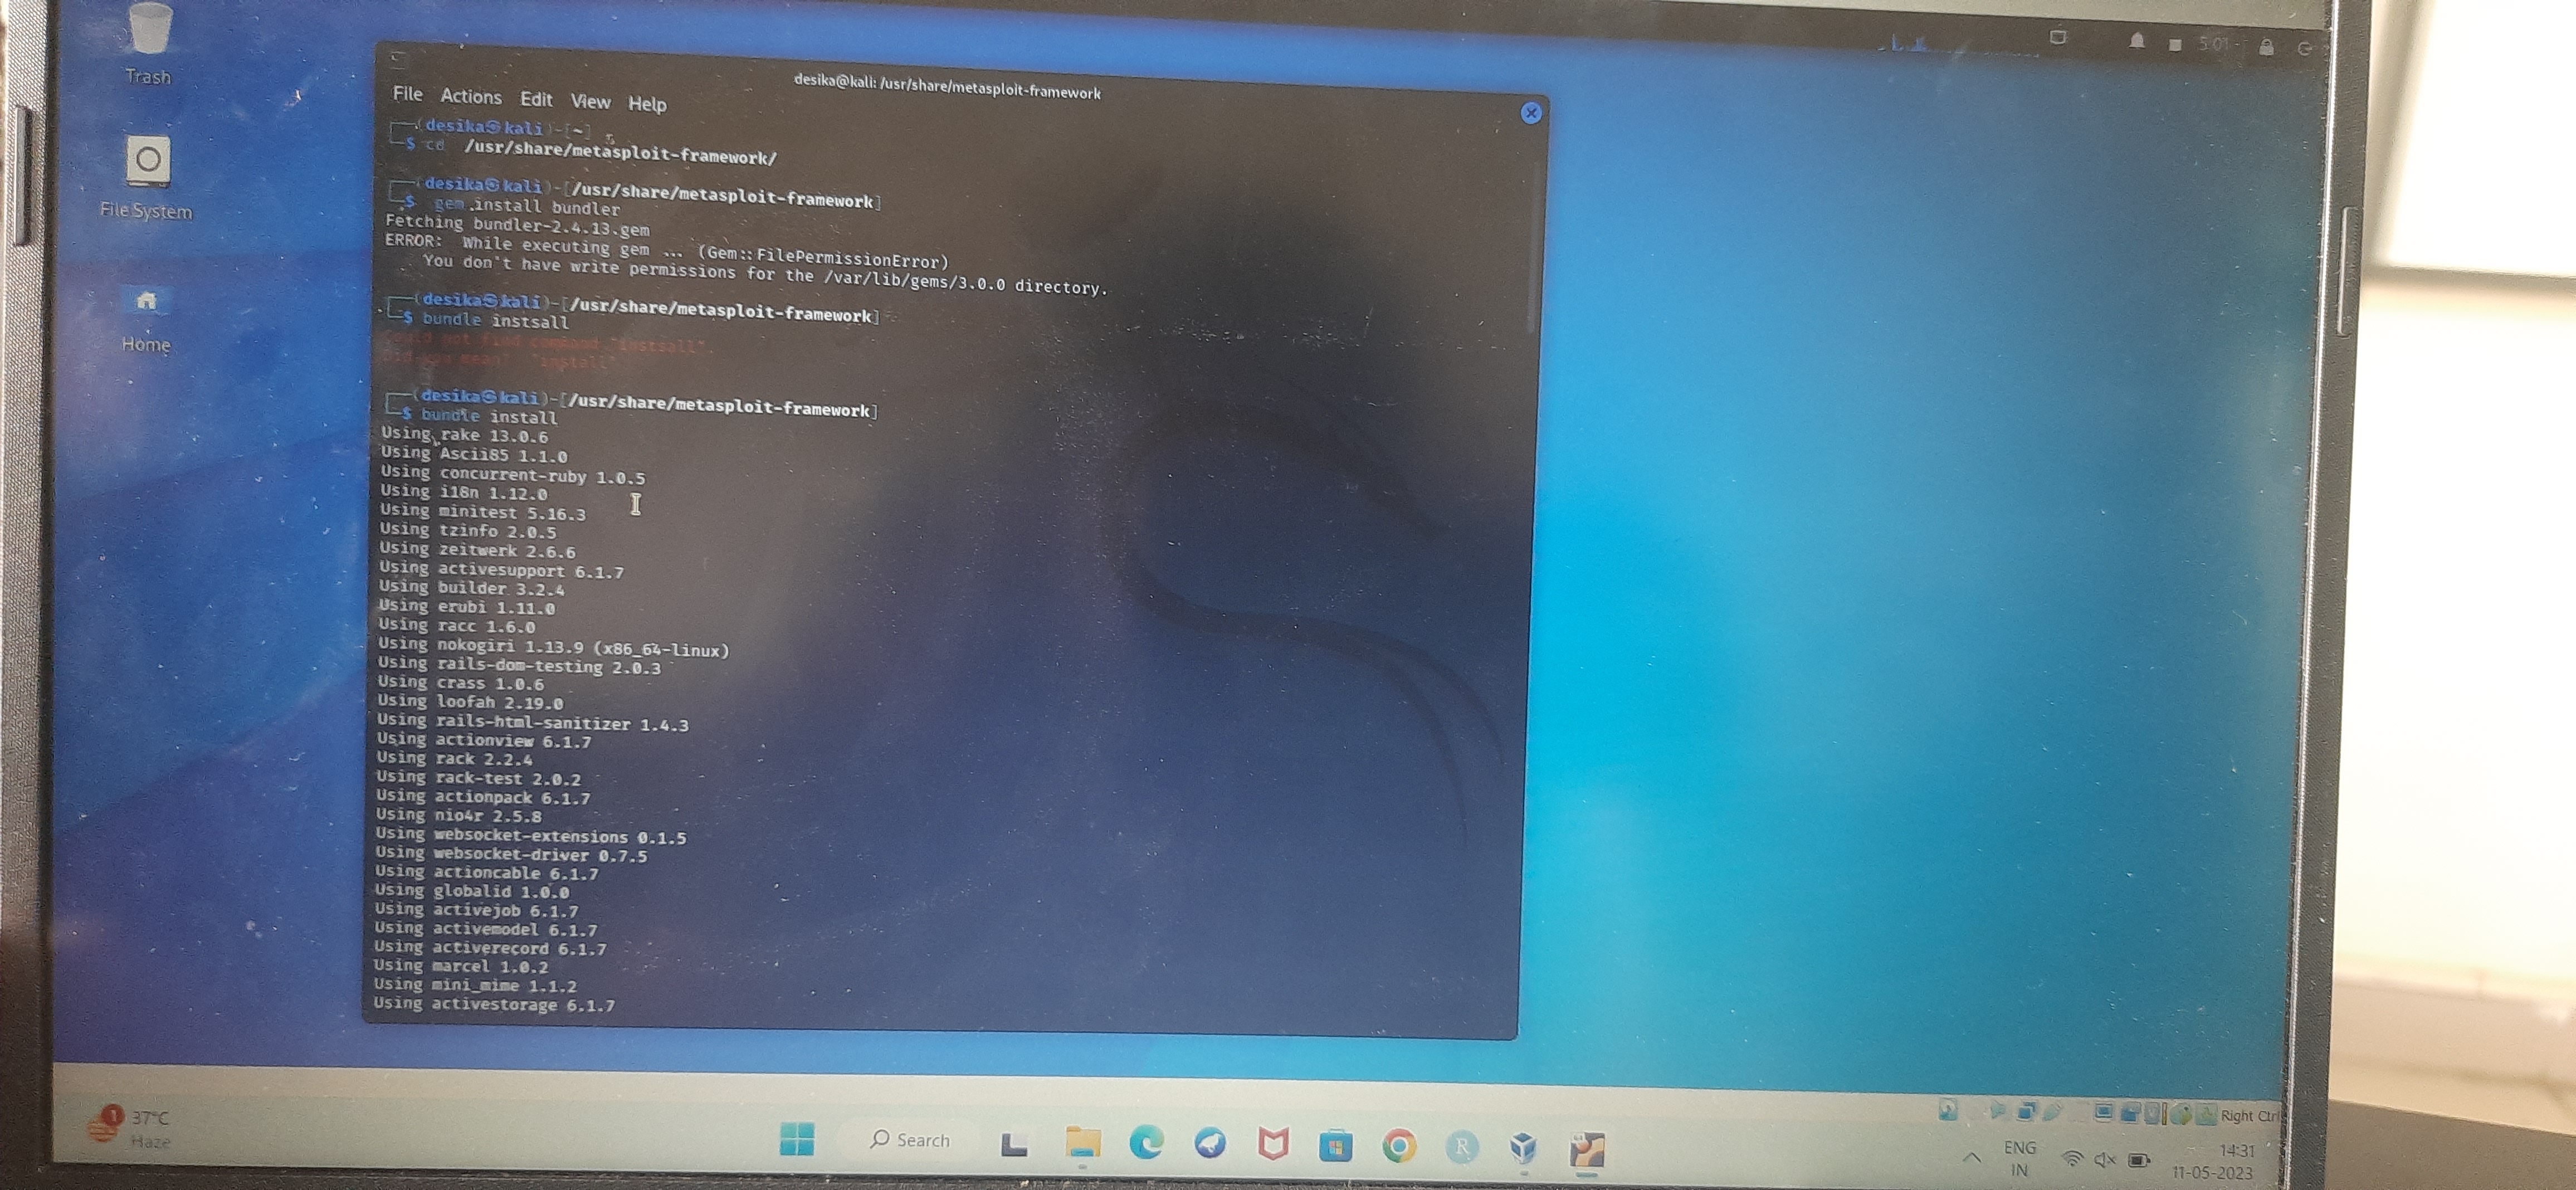 Trash
File System
Home
5:01
desika@kali: /usr/share/metasploit-framework
File Actions Edit View Help
(desika㉿kali)-[~]
$ cd /usr/share/metasploit-framework/
(desika㉿kali)-[/usr/share/metasploit-framework]
$ gem install bundler
Fetching bundler-2.4.13.gem
ERROR:  While executing gem ... (Gem::FilePermissionError)
You don't have write permissions for the /var/lib/gems/3.0.0 directory.
(desika㉿kali)-[/usr/share/metasploit-framework]
$ bundle instsall
Could not find command "instsall".
Did you mean? "install"
(desika㉿kali)-[/usr/share/metasploit-framework]
$ bundle install
Using rake 13.0.6
Using Ascii85 1.1.0
Using concurrent-ruby 1.0.5
Using i18n 1.12.0
Using minitest 5.16.3
Using tzinfo 2.0.5
Using zeitwerk 2.6.6
Using activesupport 6.1.7
Using builder 3.2.4
Using erubi 1.11.0
Using racc 1.6.0
Using nokogiri 1.13.9 (x86_64-linux)
Using rails-dom-testing 2.0.3
Using crass 1.0.6
Using loofah 2.19.0
Using rails-html-sanitizer 1.4.3
Using actionview 6.1.7
Using rack 2.2.4
Using rack-test 2.0.2
Using actionpack 6.1.7
Using nio4r 2.5.8
Using websocket-extensions 0.1.5
Using websocket-driver 0.7.5
Using actioncable 6.1.7
Using globalid 1.0.0
Using activejob 6.1.7
Using activemodel 6.1.7
Using activerecord 6.1.7
Using marcel 1.0.2
Using mini_mime 1.1.2
Using activestorage 6.1.7
Right Ctrl
1
37°C
Haze
Search
R
ENG
IN
14:31
11-05-2023